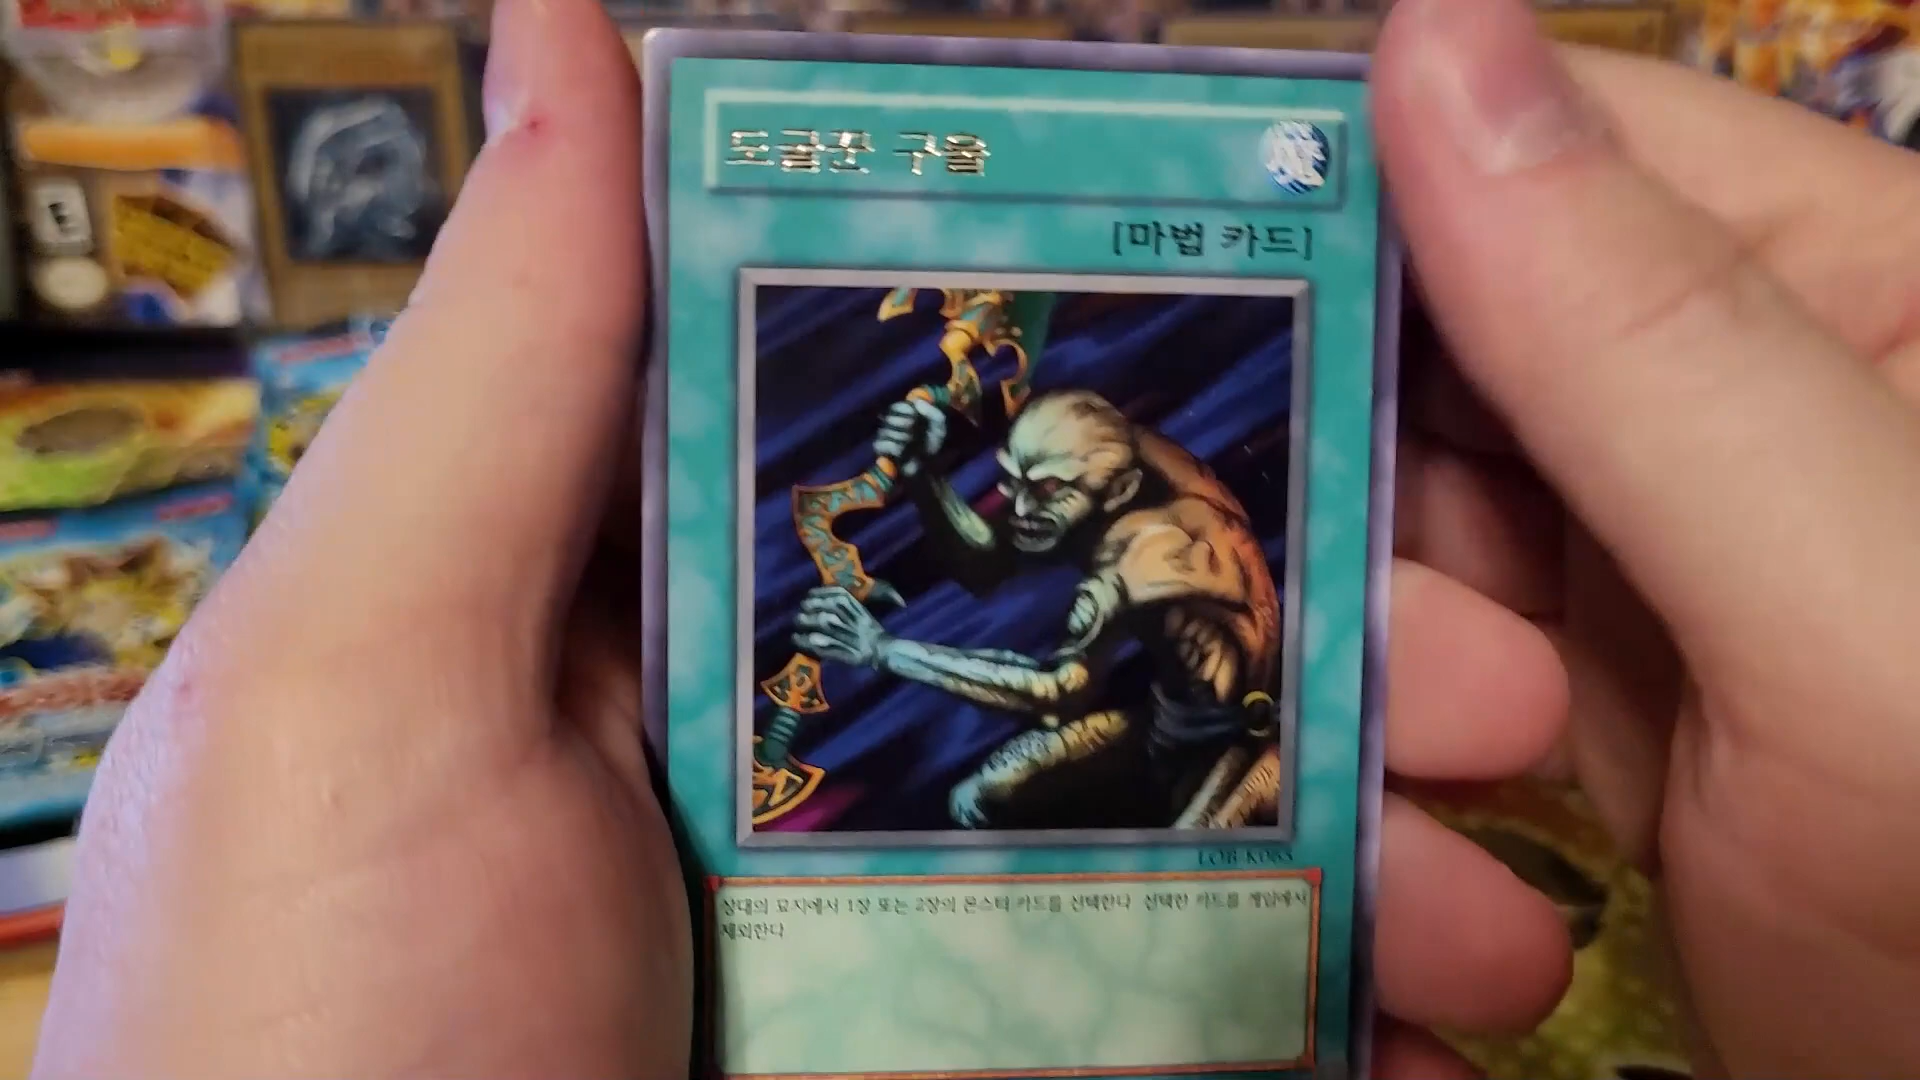 도굴꾼 구울
魔
[마법 카드]
LOB-K065
상대의 묘지에서 1장 또는 2장의 몬스터 카드를 선택한다. 선택한 카드를 게임에서
제외한다
E